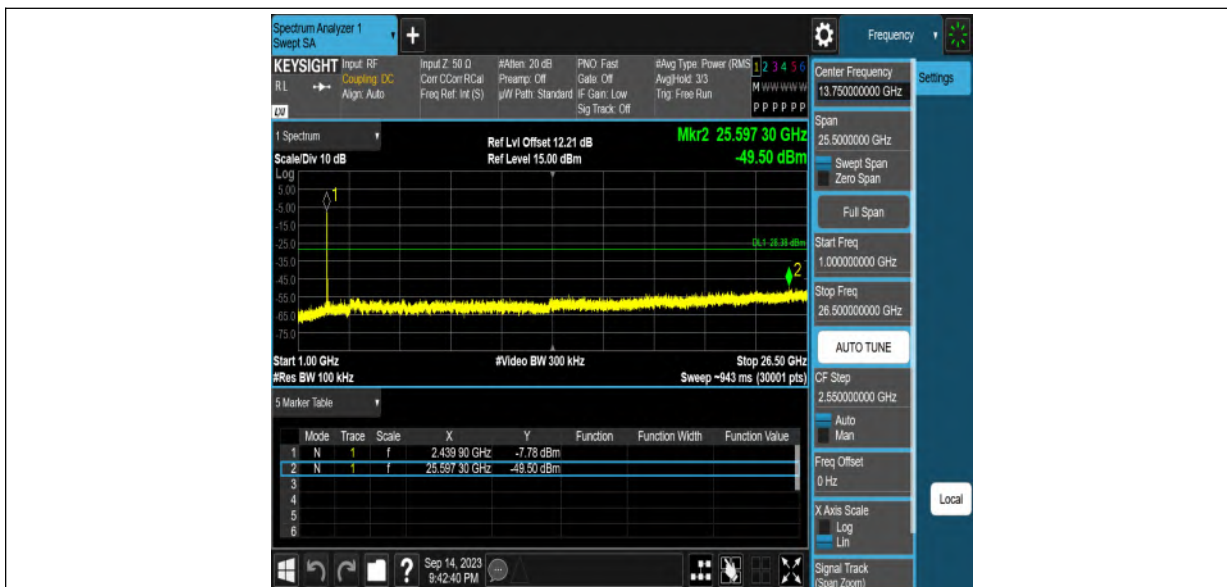 Spectrum Analyzer 1
Swept SA
Frequency
KEYSIGHT
RL
LXI
Input: RF
Coupling: DC
Align: Auto
Input Z: 50 Ω
Corr CCorr RCal
Freq Ref: Int (S)
#Atten: 20 dB
Preamp: Off
µW Path: Standard
PNO: Fast
Gate: Off
IF Gain: Low
Sig Track: Off
#Avg Type: Power (RMS
Avg|Hold: 3/3
Trig: Free Run
1 2 3 4 5 6
M W W W W W
P P P P P P
Center Frequency
13.750000000 GHz
Settings
1 Spectrum
Scale/Div 10 dB
Ref Lvl Offset 12.21 dB
Ref Level 15.00 dBm
Mkr2 25.597 30 GHz
-49.50 dBm
Log
5.00
-5.00
-15.0
-25.0
-35.0
-45.0
-55.0
-65.0
-75.0
1
2
Start 1.00 GHz
#Res BW 100 kHz
#Video BW 300 kHz
Stop 26.50 GHz
Sweep ~943 ms (30001 pts)
Span
25.5000000 GHz
Swept Span
Zero Span
Full Span
Start Freq
1.000000000 GHz
Stop Freq
26.500000000 GHz
AUTO TUNE
CF Step
2.550000000 GHz
Auto
Man
Freq Offset
0 Hz
X Axis Scale
Log
Lin
Signal Track
(Span Zoom)
Local
5 Marker Table
Mode Trace Scale X Y Function Function Width Function Value
1 N 1 f 2.439 90 GHz -7.78 dBm
2 N 1 f 25.597 30 GHz -49.50 dBm
3
4
5
6
?
Sep 14, 2023
9:42:40 PM